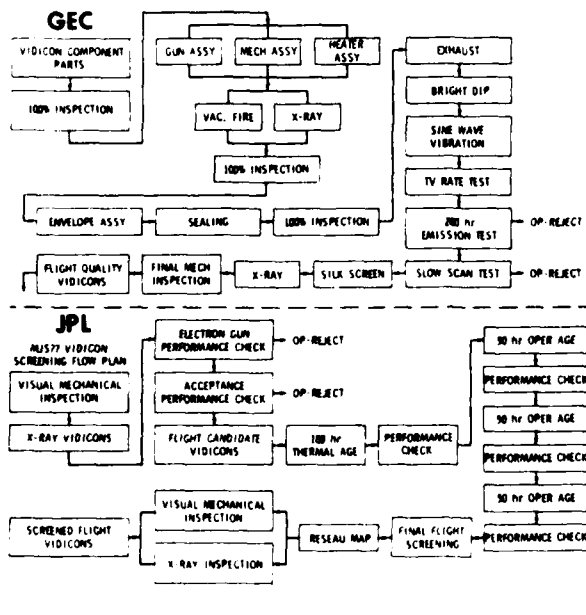 GEC
VIDICON COMPONENT
PARTS
100% INSPECTION
GUN ASSY
MECH ASSY
HEATER
ASSY
VAC. FIRE
X-RAY
100% INSPECTION
ENVELOPE ASSY
SEALING
100% INSPECTION
EXHAUST
BRIGHT DIP
SINE WAVE
VIBRATION
TV RATE TEST
200 hr
EMISSION TEST
OP-REJECT
SLOW SCAN TEST
OP-REJECT
SILK SCREEN
X-RAY
FINAL MECH
INSPECTION
FLIGHT QUALITY
VIDICONS
JPL
MJS77 VIDICON
SCREENING FLOW PLAN
VISUAL MECHANICAL
INSPECTION
X-RAY VIDICONS
ELECTRON GUN
PERFORMANCE CHECK
OP-REJECT
ACCEPTANCE
PERFORMANCE CHECK
OP-REJECT
FLIGHT CANDIDATE
VIDICONS
100 hr
THERMAL AGE
PERFORMANCE
CHECK
50 hr OPER AGE
PERFORMANCE CHECK
50 hr OPER AGE
PERFORMANCE CHECK
50 hr OPER AGE
PERFORMANCE CHECK
FINAL FLIGHT
SCREENING
RESEAU MAP
VISUAL MECHANICAL
INSPECTION
X-RAY INSPECTION
SCREENED FLIGHT
VIDICONS